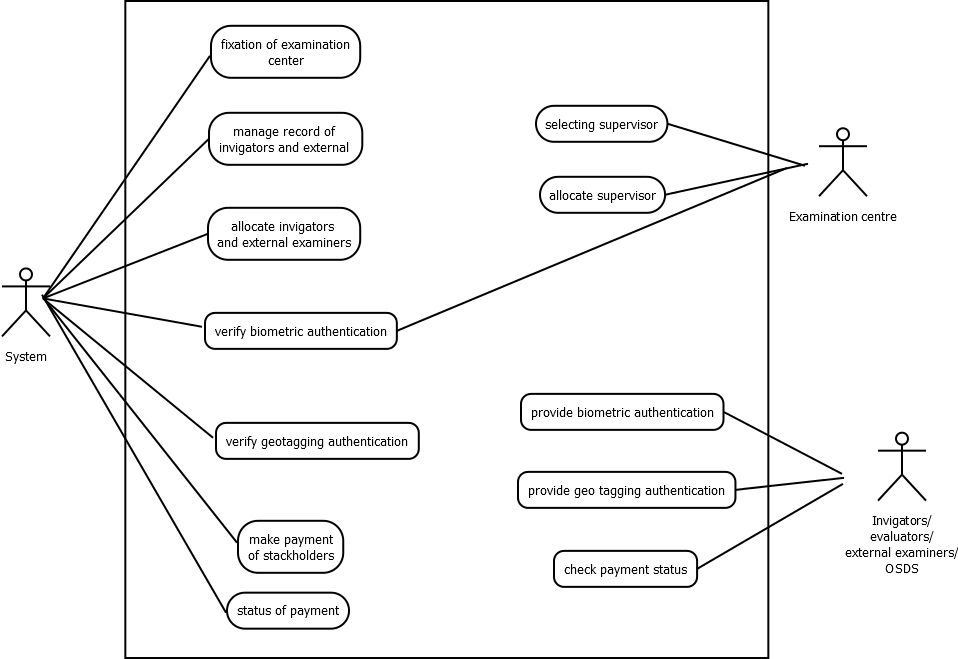 fixation of examination
center
manage record of
invigators and external
allocate invigators
and external examiners
verify biometric authentication
verify geotagging authentication
make payment
of stackholders
status of payment
System
selecting supervisor
allocate supervisor
Examination centre
provide biometric authentication
provide geo tagging authentication
check payment status
Invigators/
evaluators/
external examiners/
OSDS